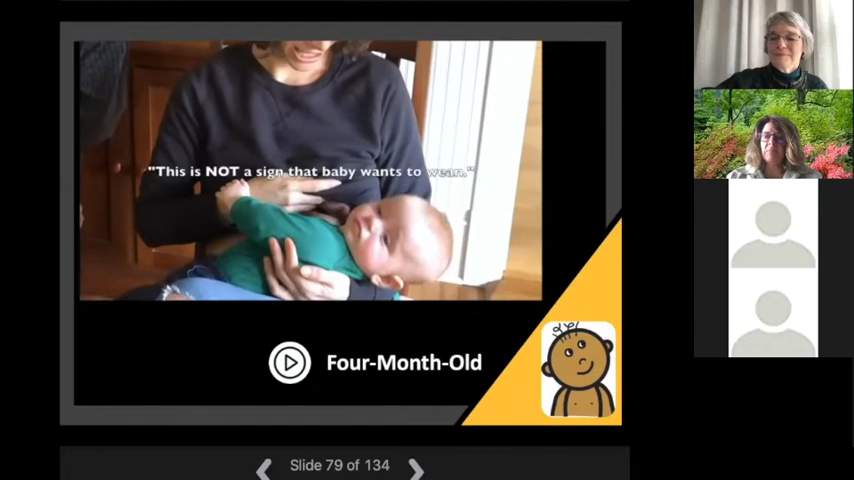 "This is NOT a sign that baby wants to wean."
Four-Month-Old
Slide 79 of 134